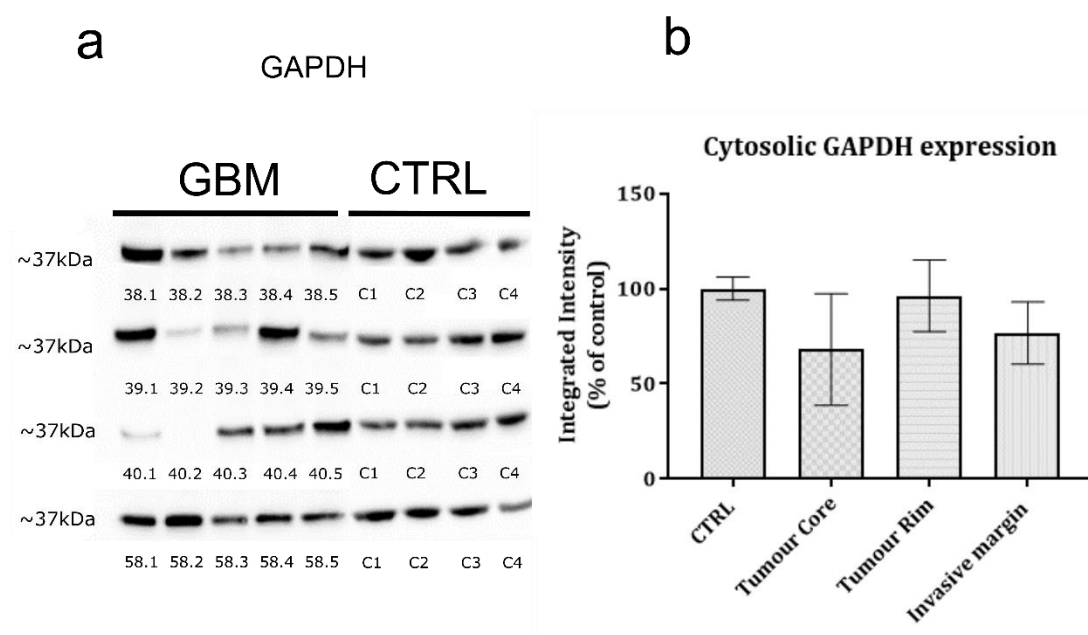 a
GAPDH
GBM CTRL
~37kDa
38.1 38.2 38.3 38.4 38.5 C1 C2 C3 C4
~37kDa
39.1 39.2 39.3 39.4 39.5 C1 C2 C3 C4
~37kDa
40.1 40.2 40.3 40.4 40.5 C1 C2 C3 C4
~37kDa
58.1 58.2 58.3 58.4 58.5 C1 C2 C3 C4
b
Cytosolic GAPDH expression
Integrated Intensity
(% of control)
150
100
50
0
CTRL
Tumour Core
Tumour Rim
Invasive margin